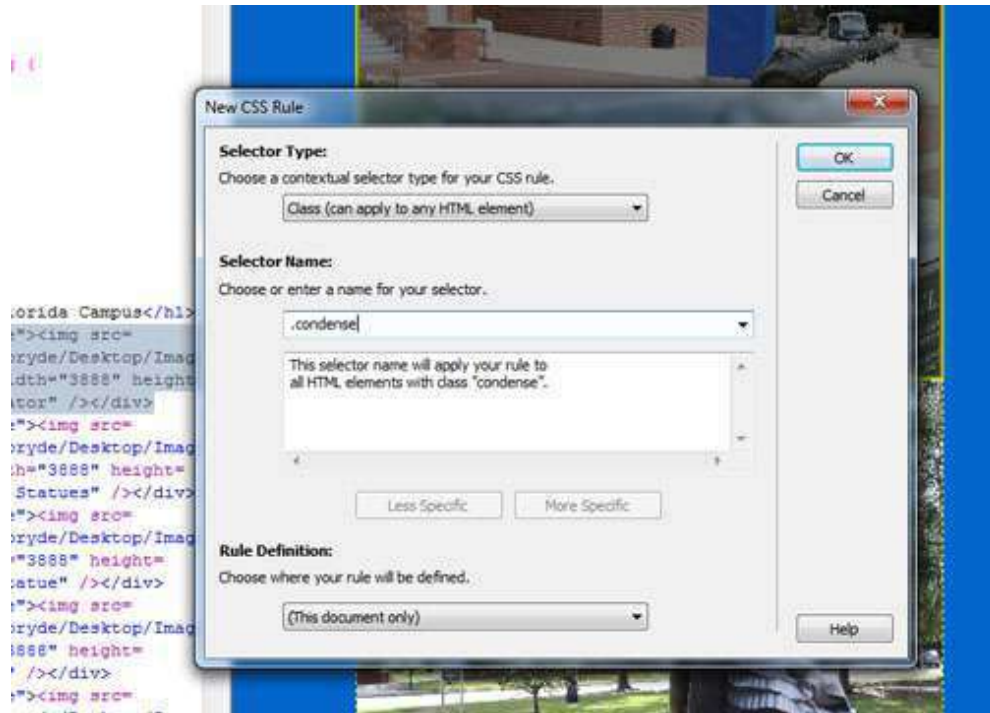 {
New CSS Rule
Selector Type:
Choose a contextual selector type for your CSS rule.
Class (can apply to any HTML element)
OK
Cancel
Selector Name:
Choose or enter a name for your selector.
.condense
This selector name will apply your rule to
all HTML elements with class "condense".
Less Specific
More Specific
Rule Definition:
Choose where your rule will be defined.
(This document only)
Help
orida Campus</h1>
"><img src=
ryde/Desktop/Imag
dth="3888" height
tor" /></div>
"><img src=
ryde/Desktop/Imag
h="3888" height=
Statues" /></div>
"><img src=
ryde/Desktop/Imag
="3888" height=
atue" /></div>
"><img src=
ryde/Desktop/Imag
3888" height=
" /></div>
"><img src=